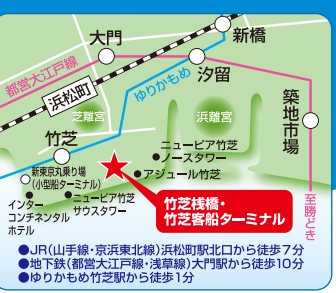 大門
新橋
都営大江戸線
ゆりかもめ
汐留
浜松町
芝離宮
浜離宮
築地市場
竹芝
ニューピア竹芝
ノースタワー
アジュール竹芝
新東京丸乗り場
(小型船ターミナル)
ニューピア竹芝
サウスタワー
インター
コンチネンタル
ホテル
竹芝桟橋・
竹芝客船ターミナル
至勝どき
●JR(山手線・京浜東北線)浜松町駅北口から徒歩7分
●地下鉄(都営大江戸線・浅草線)大門駅から徒歩10分
●ゆりかもめ竹芝駅から徒歩1分